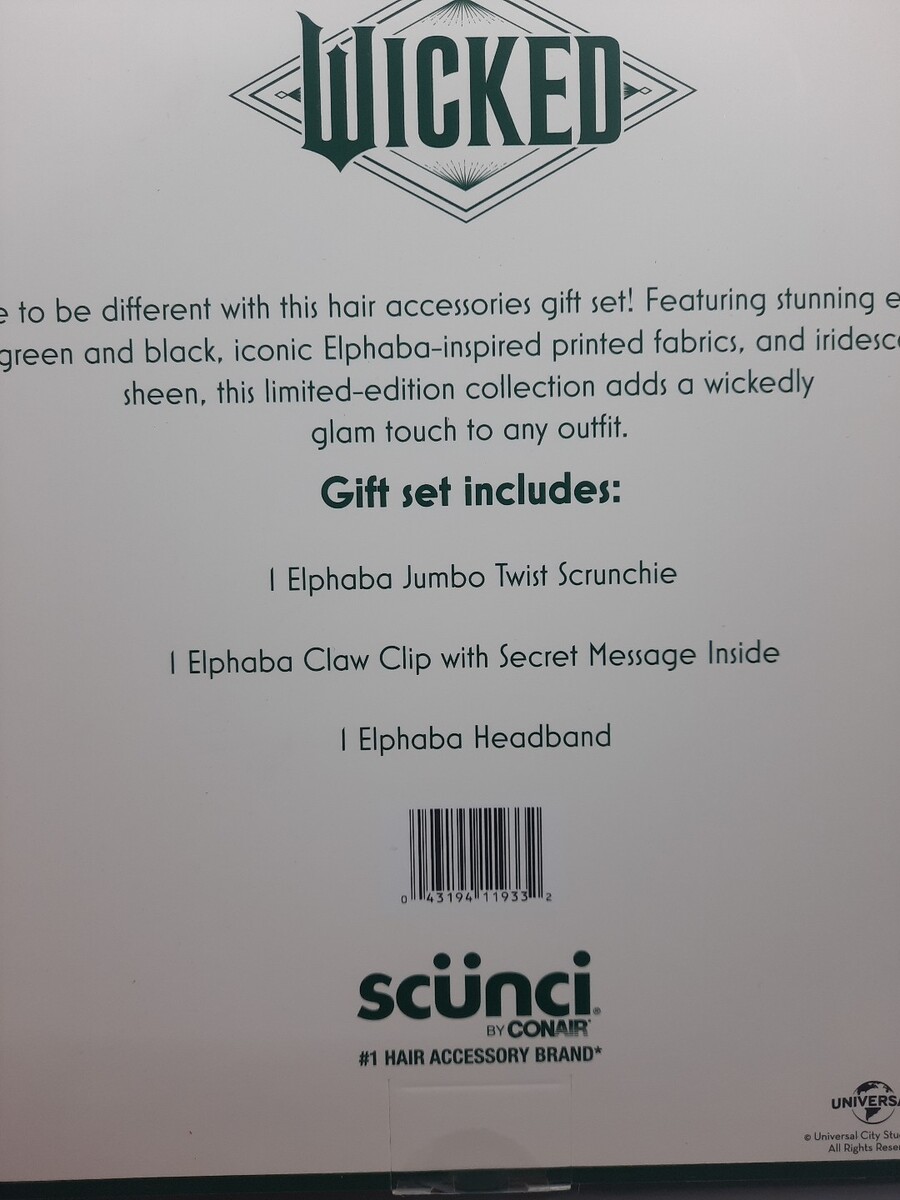 WICKED
to be different with this hair accessories gift set! Featuring stunning
green and black, iconic Elphaba-inspired printed fabrics, and
sheen, this limited-edition collection adds a wickedly
glam touch to any outfit.
Gift set includes:
1 Elphaba Jumbo Twist Scrunchie
1 Elphaba Claw Clip with Secret Message Inside
1 Elphaba Headband
0 43194 11933 2
scünci®
BY CONAIR®
#1 HAIR ACCESSORY BRAND*
UNIVERSA
© Universal City
All Rights